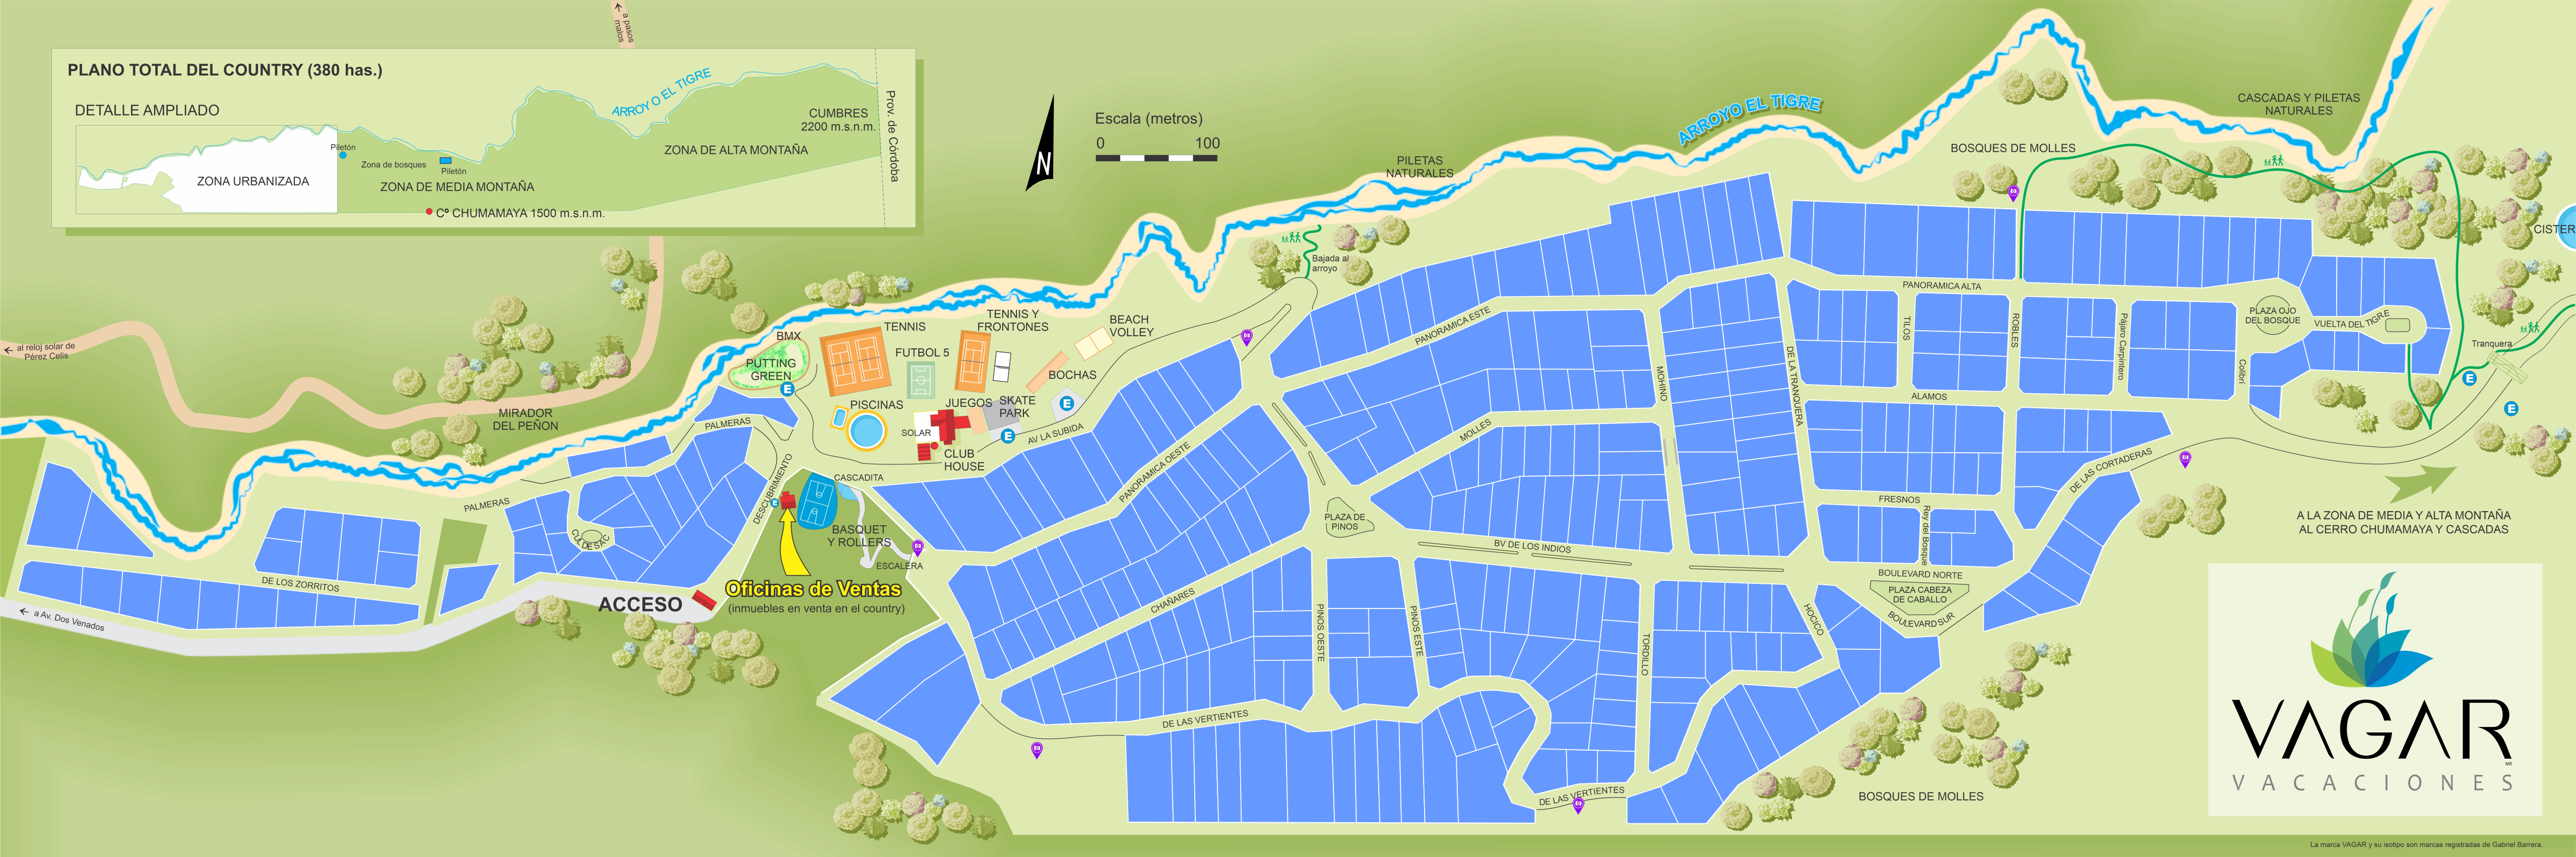 ↖ a pasos
malos
PLANO TOTAL DEL COUNTRY (380 has.)
DETALLE AMPLIADO
ARROYO EL TIGRE
CUMBRES
2200 m.s.n.m.
Prov. de Córdoba
Piletón
Zona de bosques
Piletón
ZONA DE ALTA MONTAÑA
ZONA URBANIZADA
ZONA DE MEDIA MONTAÑA
Cº CHUMAMAYA 1500 m.s.n.m.
N
Escala (metros)
0 100
PILETAS
NATURALES
ARROYO EL TIGRE
CASCADAS Y PILETAS
NATURALES
BOSQUES DE MOLLES
CISTER
Bajada al
arroyo
← al reloj solar de
Pérez Celis
MIRADOR
DEL PEÑON
BMX
PUTTING
GREEN
E
TENNIS
TENNIS Y
FRONTONES
BEACH
VOLLEY
FUTBOL 5
BOCHAS
E
PISCINAS
JUEGOS
SKATE
PARK
SOLAR
E
CLUB
HOUSE
AV LA SUBIDA
PALMERAS
PALMERAS
DESCUBRIMIENTO
E
CASCADITA
BASQUET
Y ROLLERS
ESCALERA
CUL DE SAC
DE LOS ZORRITOS
← a Av. Dos Venados
ACCESO
Oficinas de Ventas
(inmuebles en venta en el country)
PANORAMICA OESTE
PANORAMICA ESTE
MOLLES
CHAÑARES
PLAZA DE
PINOS
BV DE LOS INDIOS
PINOS OESTE
PINOS ESTE
TORDILLO
HOCICO
DE LAS VERTIENTES
DE LAS VERTIENTES
MOHINO
DE LA TRANQUERA
PANORAMICA ALTA
TILOS
ROBLES
Pájaro Carpintero
Colibrí
PLAZA OJO
DEL BOSQUE
VUELTA DEL TIGRE
Tranquera
E
E
ALAMOS
FRESNOS
Rey del Bosque
DE LAS CORTADERAS
BOULEVARD NORTE
PLAZA CABEZA
DE CABALLO
BOULEVARD SUR
A LA ZONA DE MEDIA Y ALTA MONTAÑA
AL CERRO CHUMAMAYA Y CASCADAS
BOSQUES DE MOLLES
VAGAR
MR
VACACIONES
La marca VAGAR y su isotipo son marcas registradas de Gabriel Barrera.